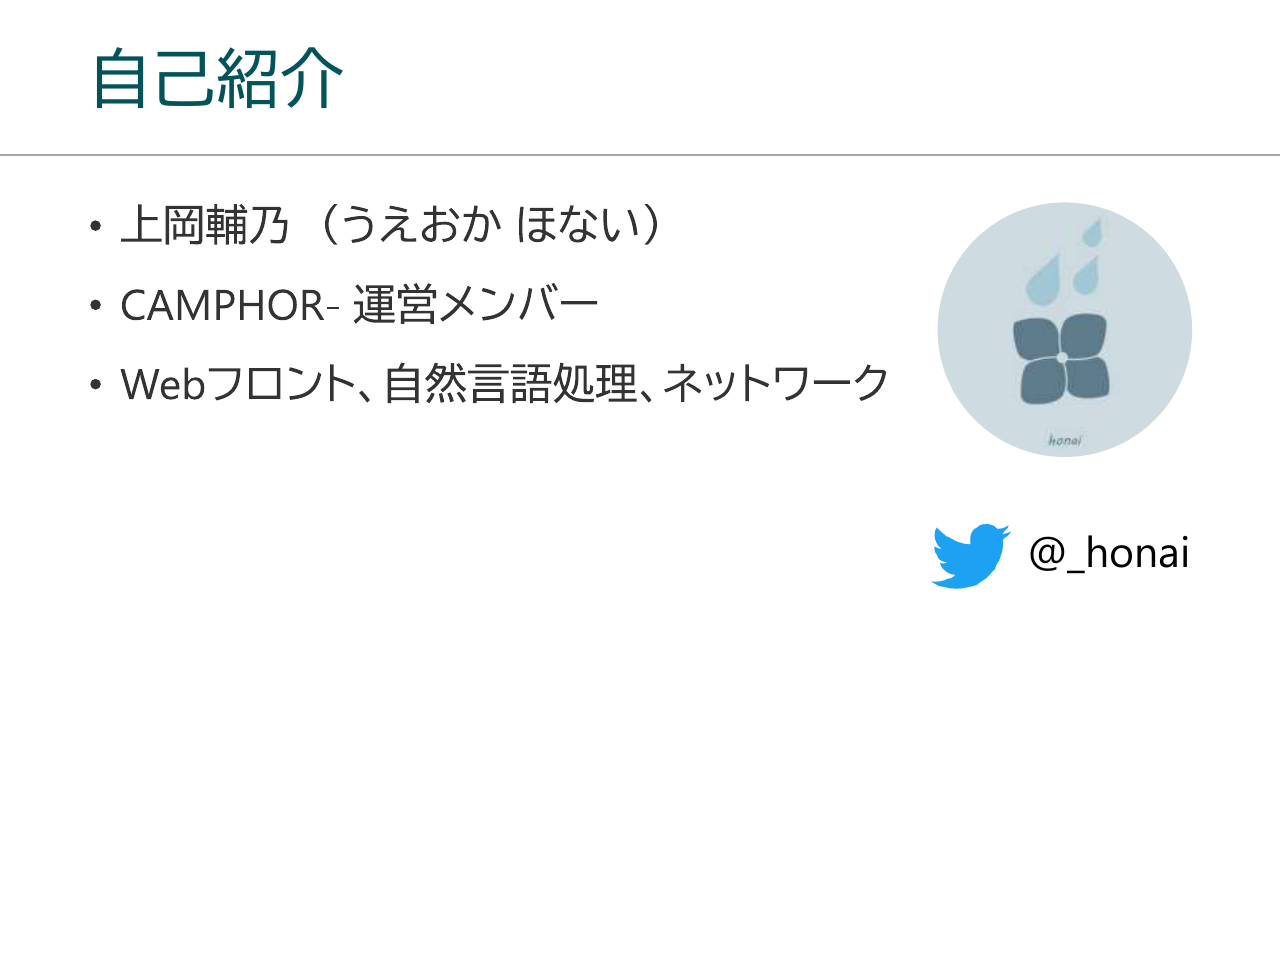 自己紹介
• 上岡輔乃 （うえおか ほない）
• CAMPHOR- 運営メンバー
• Webフロント、自然言語処理、ネットワーク
honai
@_honai